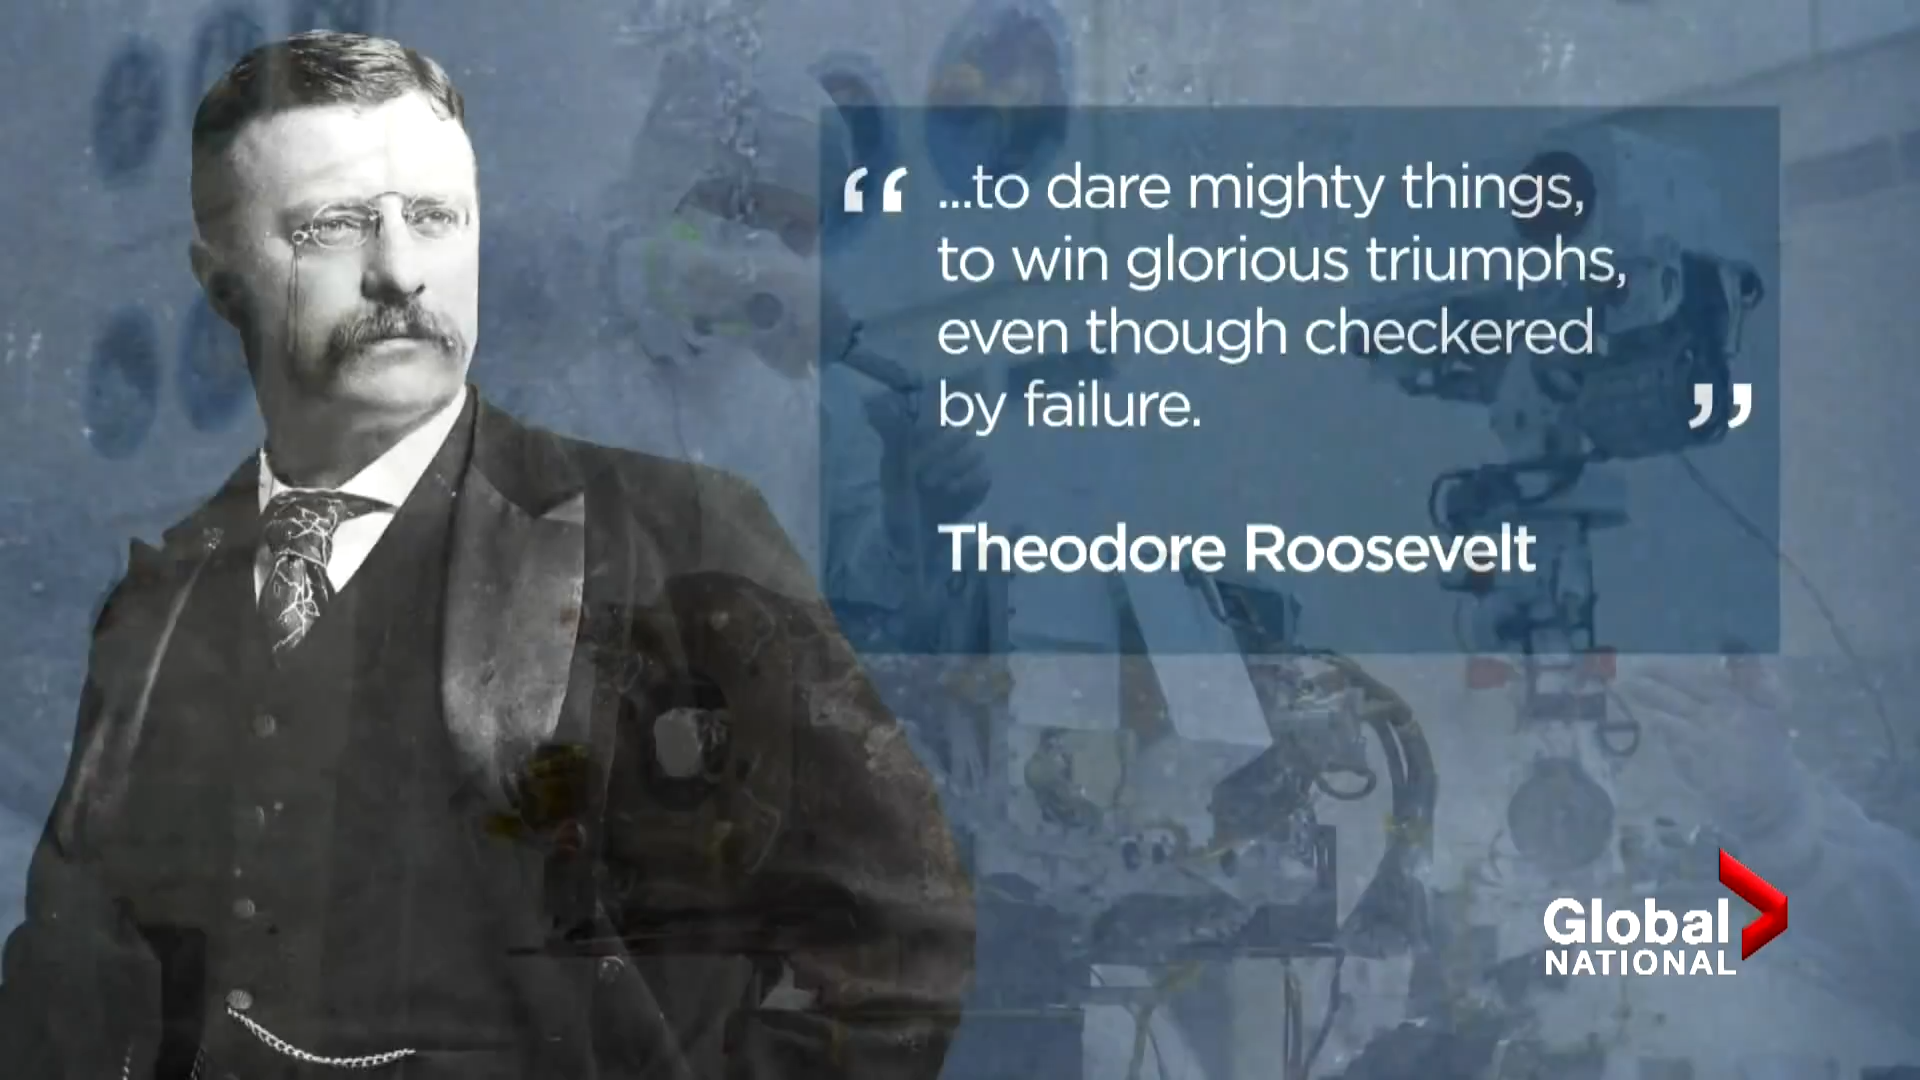 “ ...to dare mighty things,
to win glorious triumphs,
even though checkered
by failure. ”
Theodore Roosevelt
Global
NATIONAL